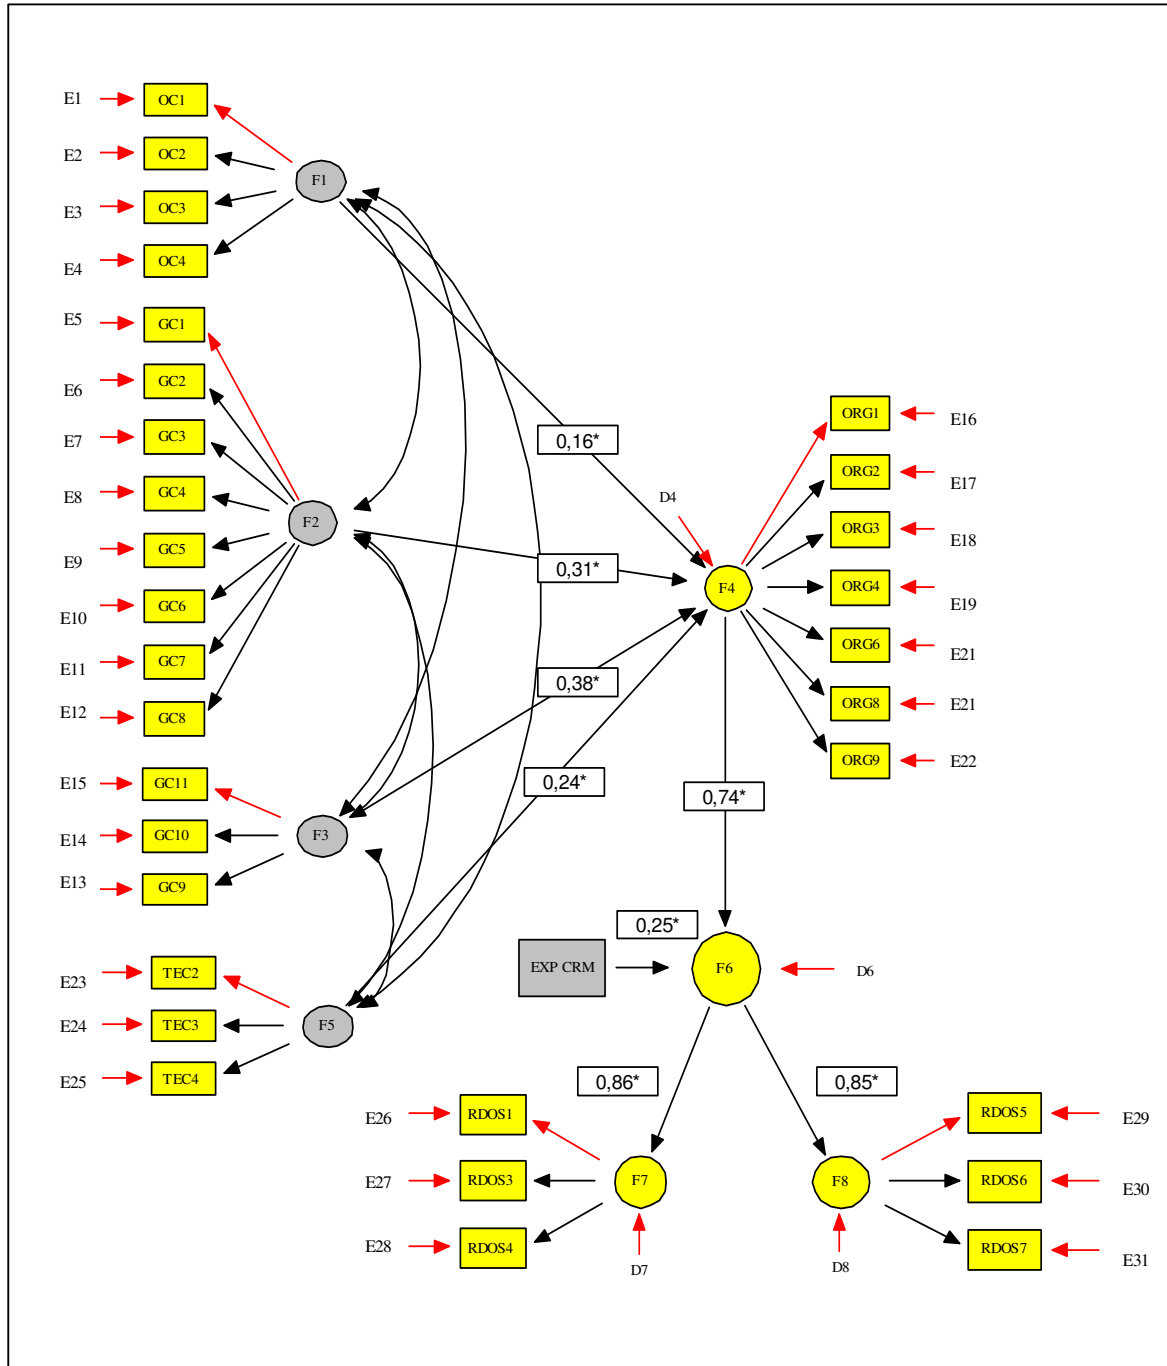 E1 OC1
E2 OC2
E3 OC3
E4 OC4
F1
E5 GC1
E6 GC2
E7 GC3
E8 GC4
E9 GC5
E10 GC6
E11 GC7
E12 GC8
F2
E15 GC11
E14 GC10
E13 GC9
F3
E23 TEC2
E24 TEC3
E25 TEC4
F5
0,16*
0,31*
0,38*
0,24*
D4
F4
ORG1 E16
ORG2 E17
ORG3 E18
ORG4 E19
ORG6 E21
ORG8 E21
ORG9 E22
0,74*
0,25*
EXP CRM
F6
D6
0,86*
0,85*
E26 RDOS1
E27 RDOS3
E28 RDOS4
F7
D7
F8
D8
RDOS5 E29
RDOS6 E30
RDOS7 E31